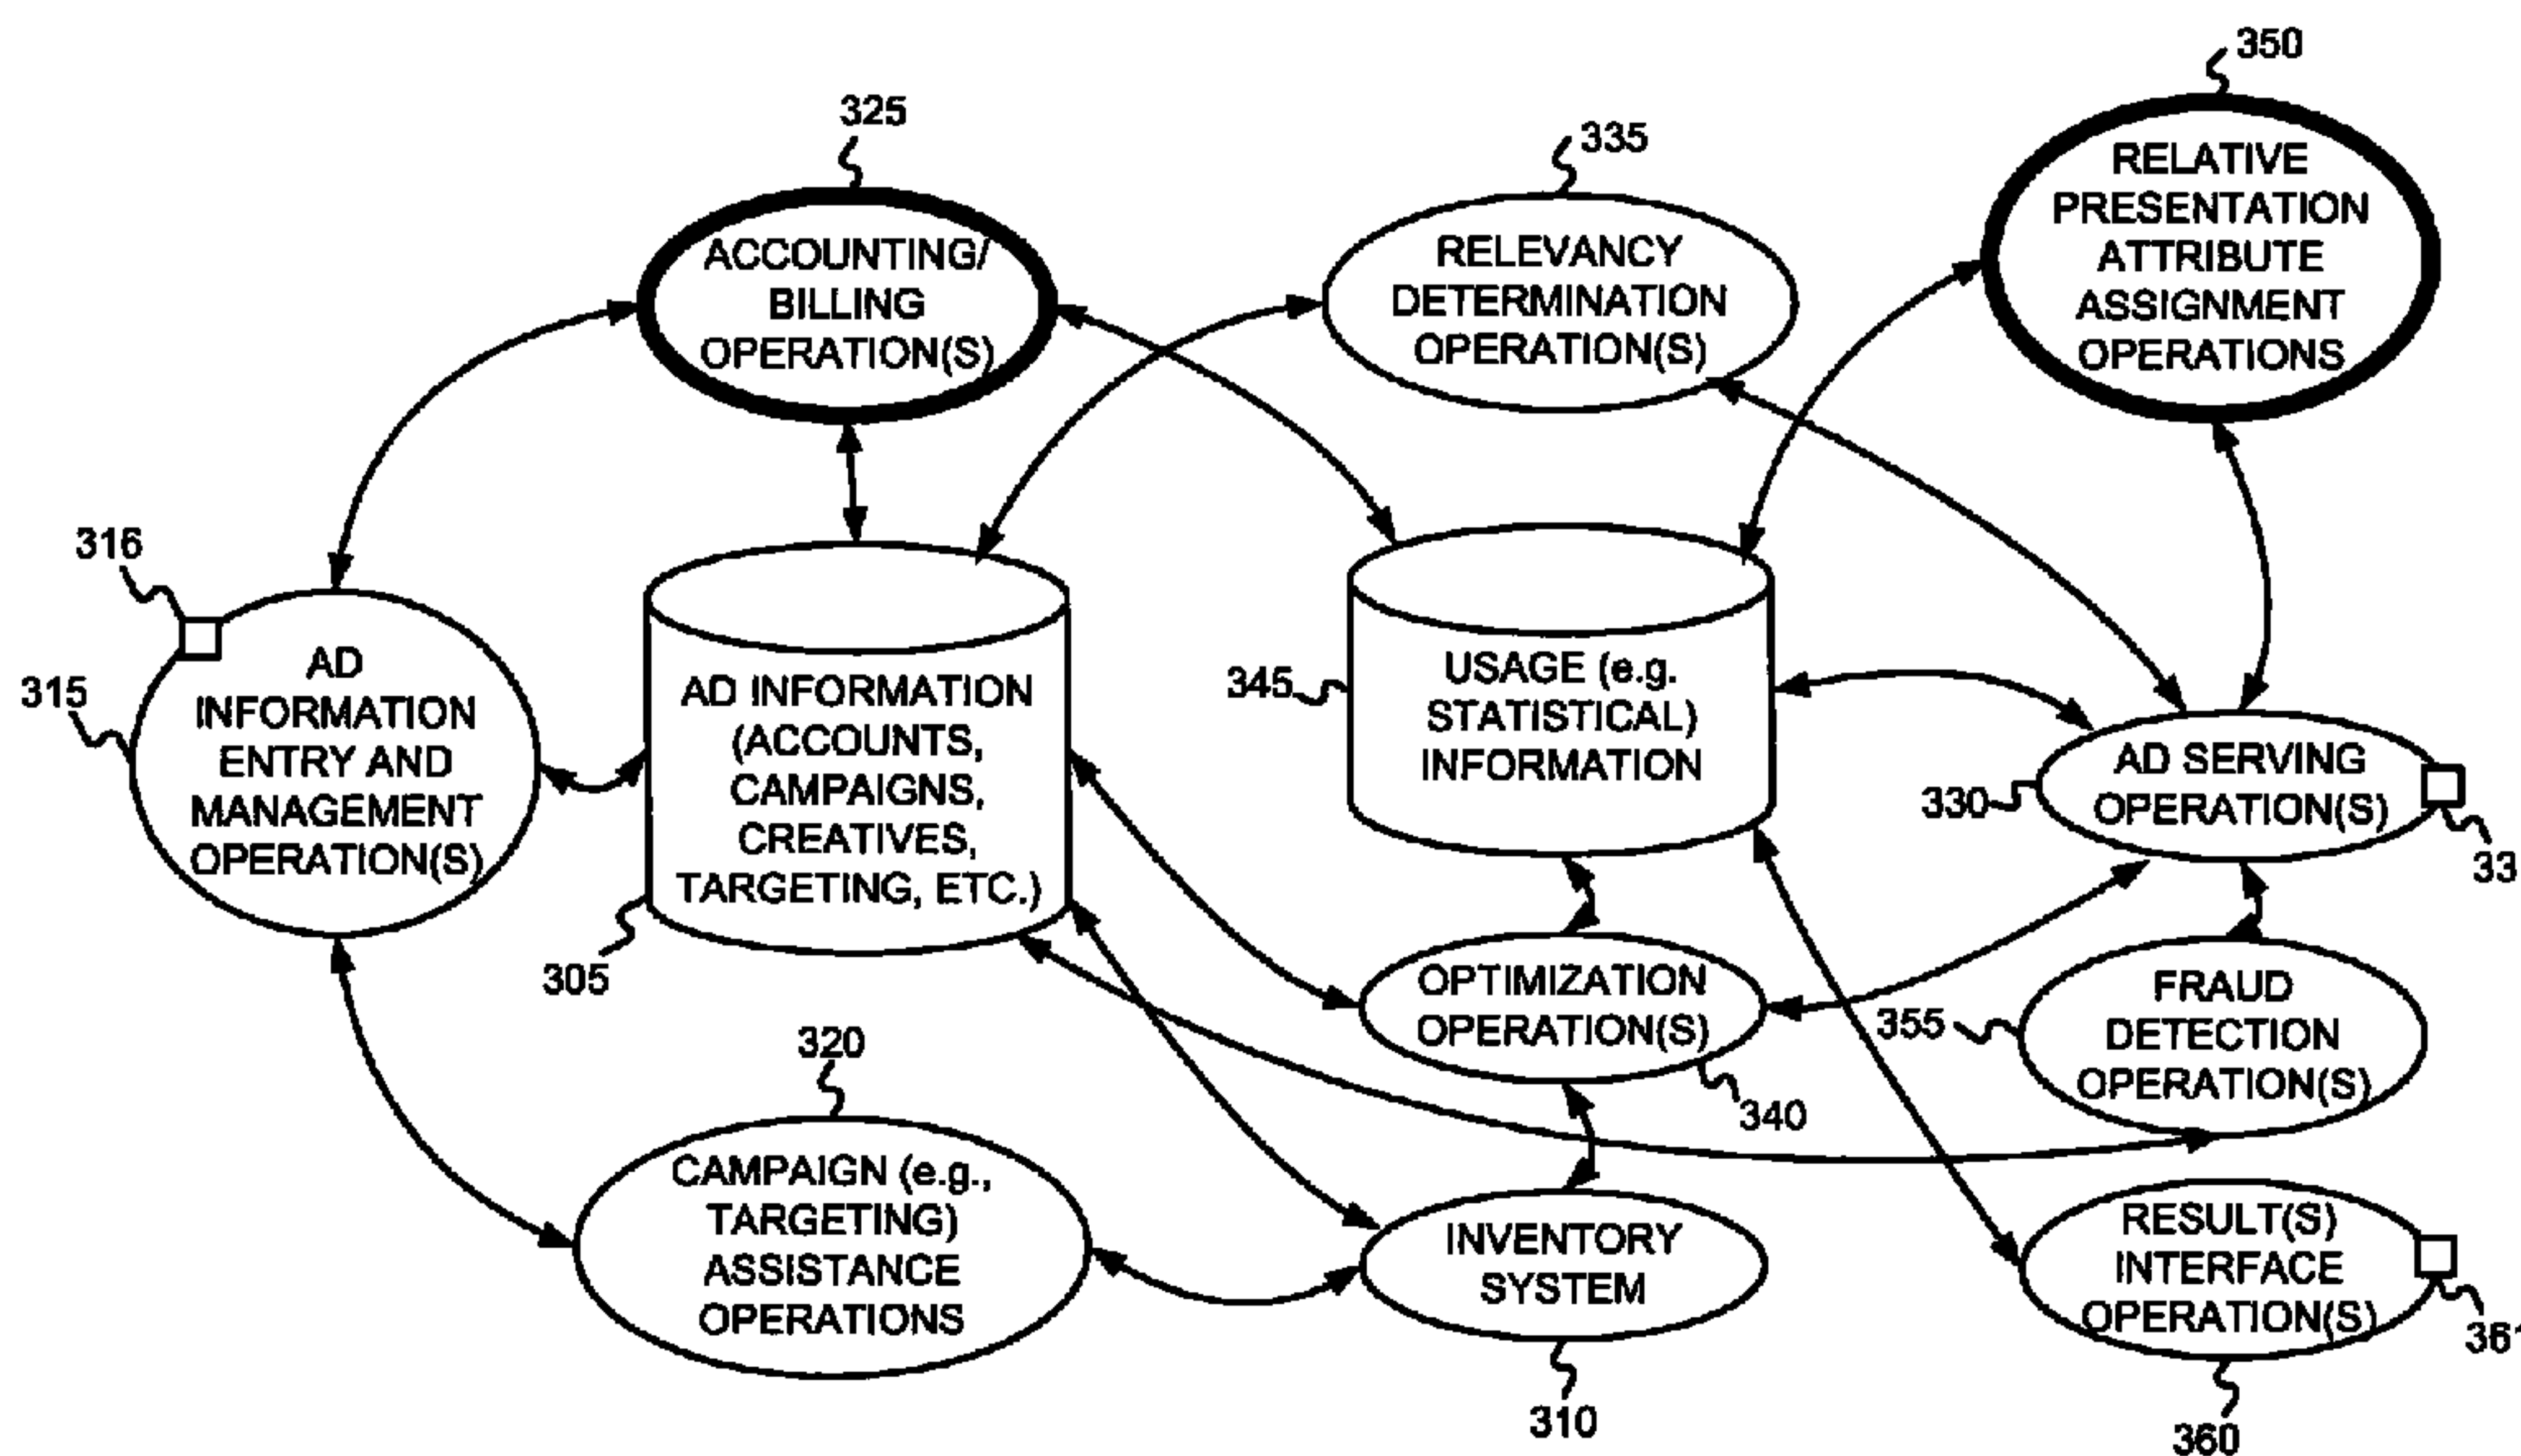 350
325
335
RELATIVE
PRESENTATION
ATTRIBUTE
ASSIGNMENT
OPERATIONS
ACCOUNTING/
BILLING
OPERATION(S)
RELEVANCY
DETERMINATION
OPERATION(S)
316
315
AD
INFORMATION
ENTRY AND
MANAGEMENT
OPERATION(S)
AD INFORMATION
(ACCOUNTS,
CAMPAIGNS,
CREATIVES,
TARGETING, ETC.)
305
345
USAGE (e.g.
STATISTICAL)
INFORMATION
330
AD SERVING
OPERATION(S)
33
OPTIMIZATION
OPERATION(S)
340
355
FRAUD
DETECTION
OPERATION(S)
320
CAMPAIGN (e.g.,
TARGETING)
ASSISTANCE
OPERATIONS
INVENTORY
SYSTEM
310
RESULT(S)
INTERFACE
OPERATION(S)
361
360